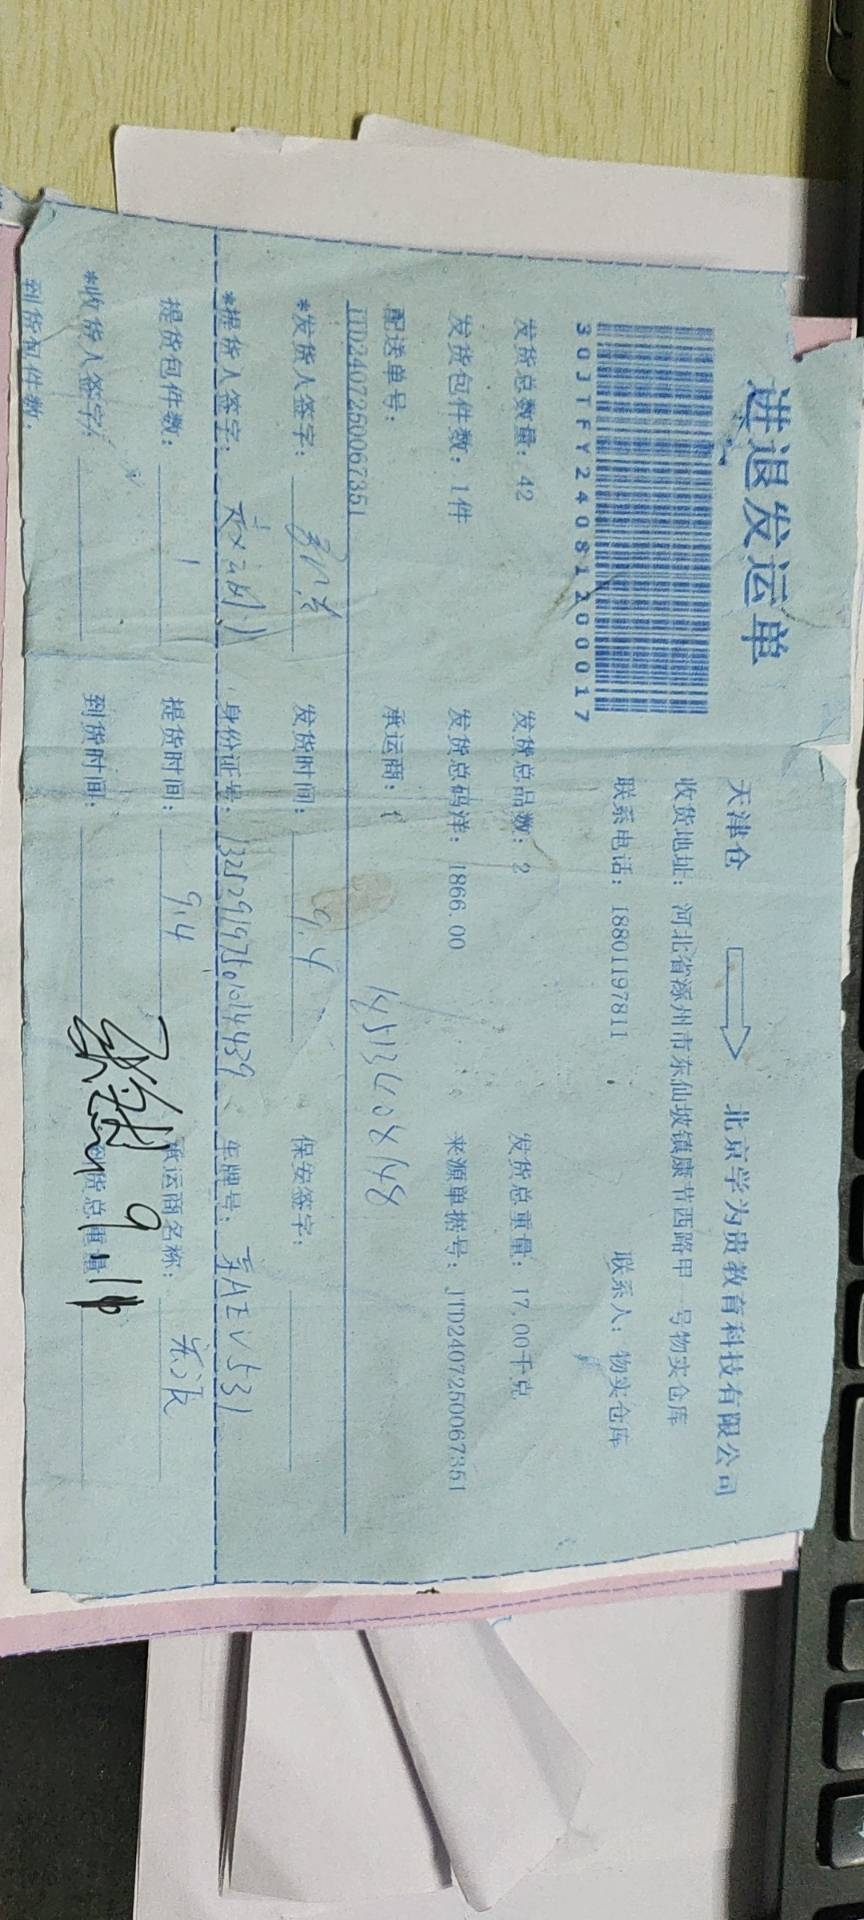 进退发运单
天津仓 北京学为贵教育科技有限公司
收货地址: 河北省涿州市东仙坡镇康节西路甲一号物实仓库
联系电话: 18801197811 联系人: 物实仓库
303TFY24081200017
发货总数量: 42 发货总品数: 2 发货总重量: 17.00千克
发货包件数: 1件 发货总码洋: 1866.00 来源单据号: JTD2407250067351
配送单号: 承运商:
JTD2407250067351
*发货人签字: 发货时间: 9.4 保安签字:
*提货人签字: 身份证号: 车牌号:
提货包件数: 1 提货时间: 9.4 承运商名称:
*收货人签字: 到货时间: 到货总重量
到货包件数: